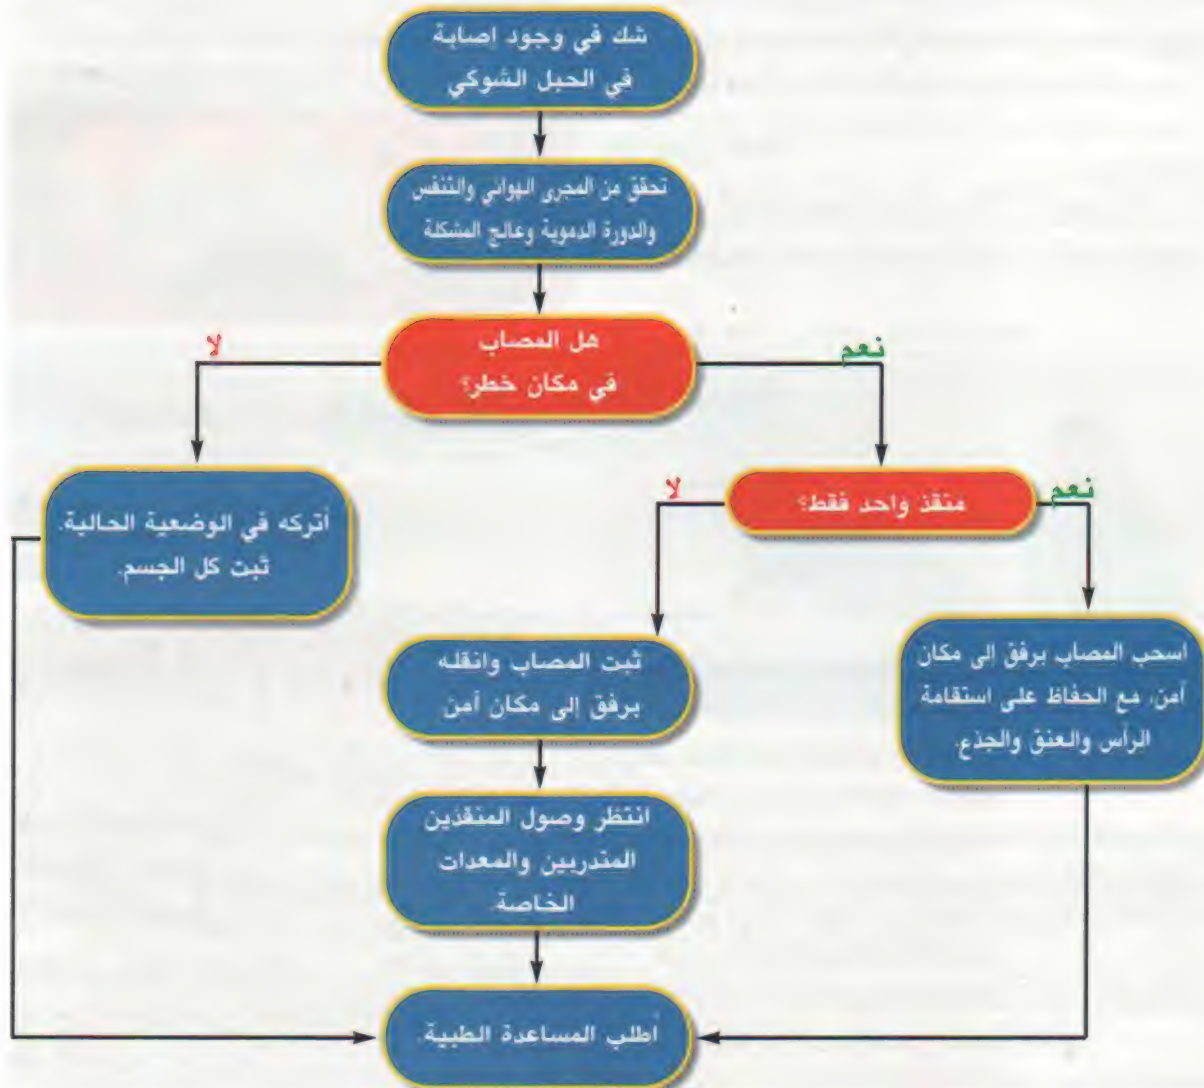 شك في وجود إصابة
في الحبل الشوكي
تحقق من المجرى الهوائي والتنفس
والدورة الدموية وعالج المشكلة
هل المصاب
في مكان خطر؟
نعم
لا
منقذ واحد فقط؟
نعم
لا
أتركه في الوضعية الحالية.
ثبت كل الجسم.
اسحب المصاب برفق إلى مكان
آمن، مع الحفاظ على استقامة
الرأس والعنق والجذع.
ثبت المصاب وانقله
برفق إلى مكان آمن
انتظر وصول المنقذين
المتدربين والمعدات
الخاصة
أطلب المساعدة الطبية.